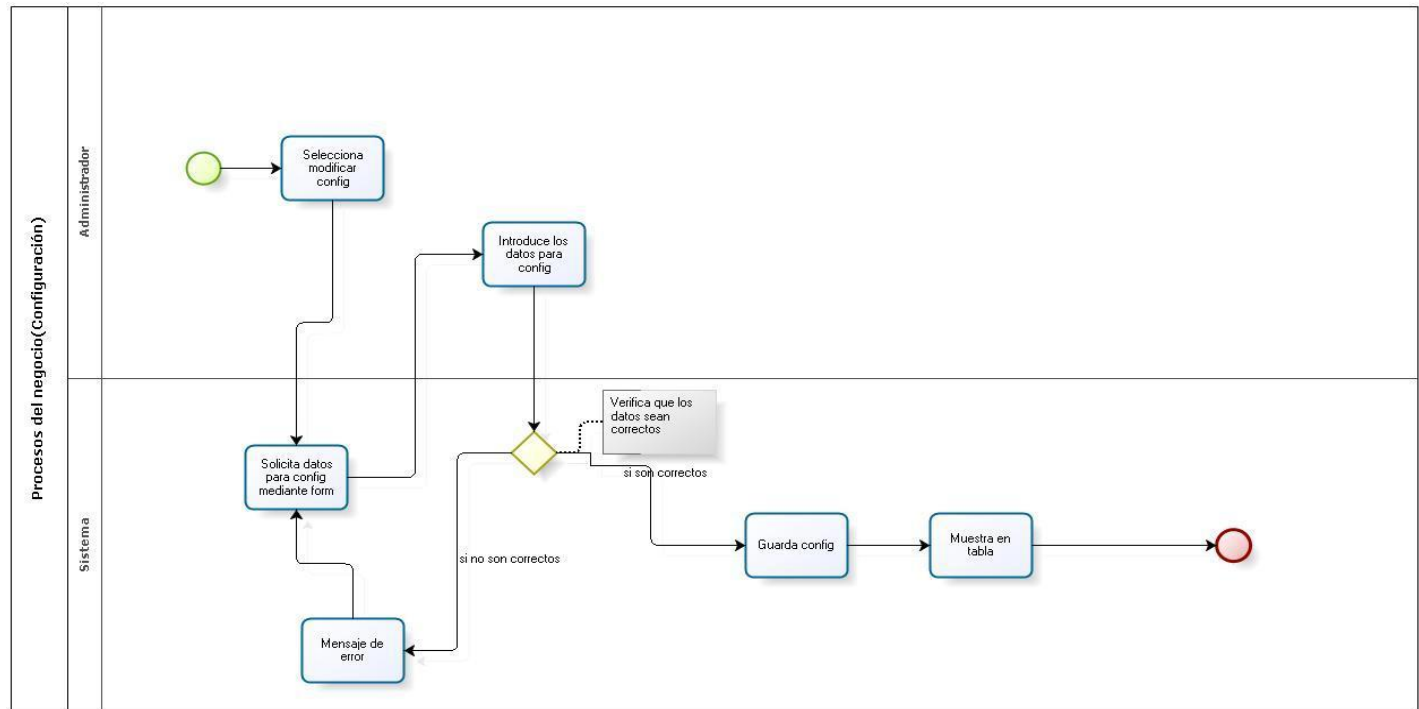 Procesos del negocio(Configuración)
Administrador
Selecciona
modificar
config
Introduce los
datos para
config
Sistema
Verifica que los
datos sean
correctos
si son correctos
Solicita datos
para config
mediante form
Guarda config
Muestra en
tabla
si no son correctos
Mensaje de
error